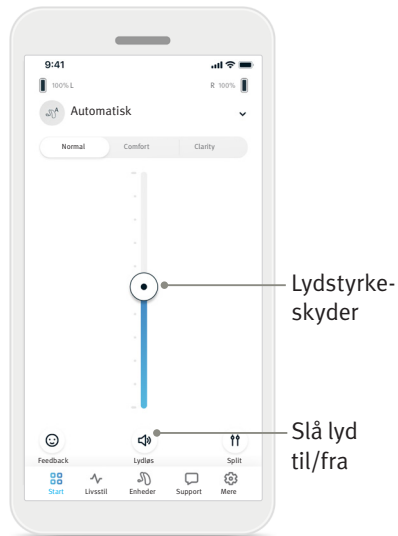 9:41
100% L
R 100%
Automatisk
Normal Comfort Clarity
Lydstyrke-
skyder
Slå lyd
til/fra
Feedback Lydløs Split
Start Livsstil Enheder Support Mere